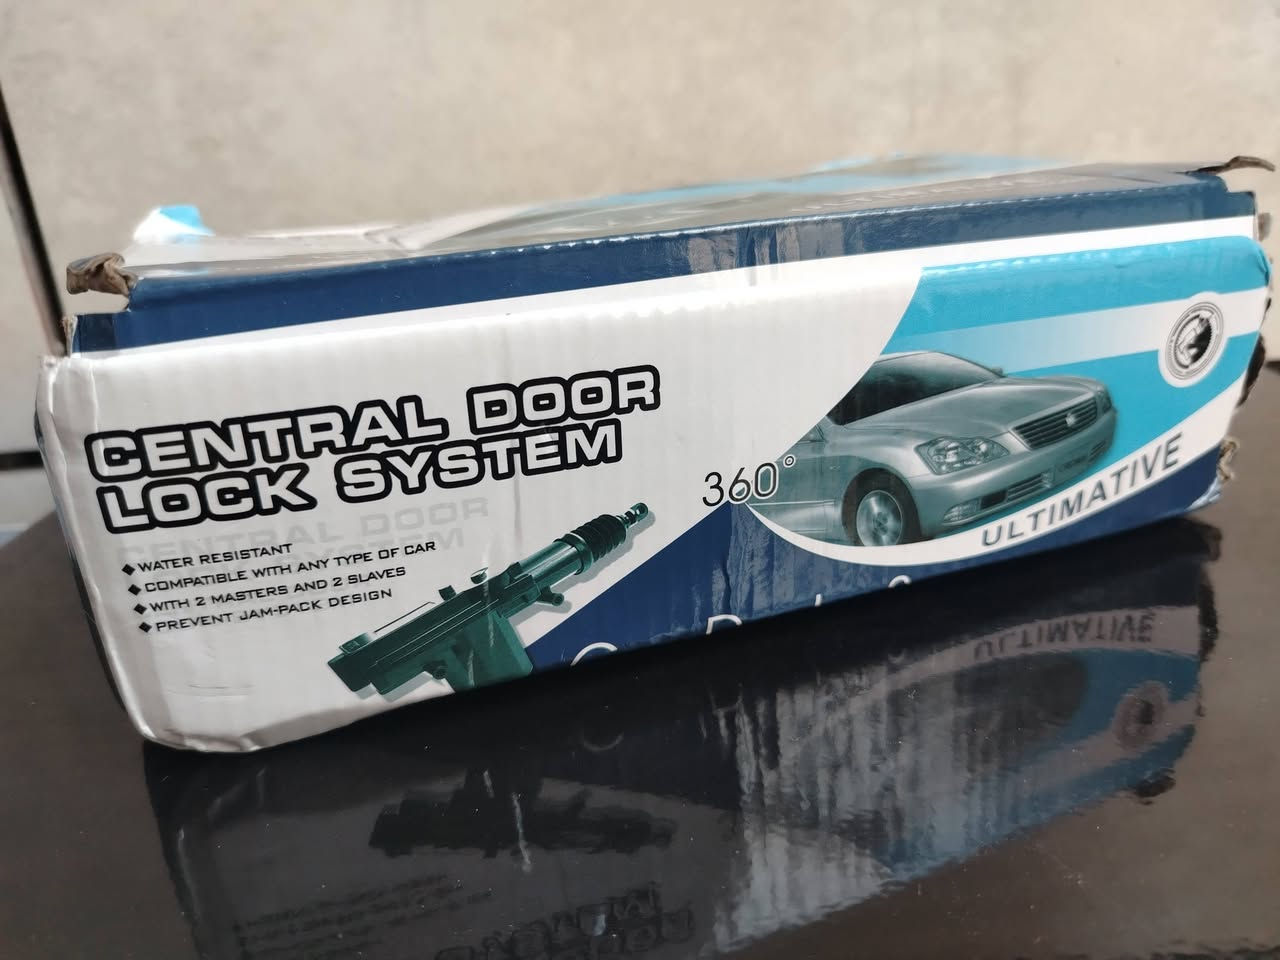 CENTRAL DOOR
LOCK SYSTEM
WATER RESISTANT
COMPATIBLE WITH ANY TYPE OF CAR
WITH 2 MASTERS AND 2 SLAVES
PREVENT JAM-PACK DESIGN
360°
ULTIMATIVE